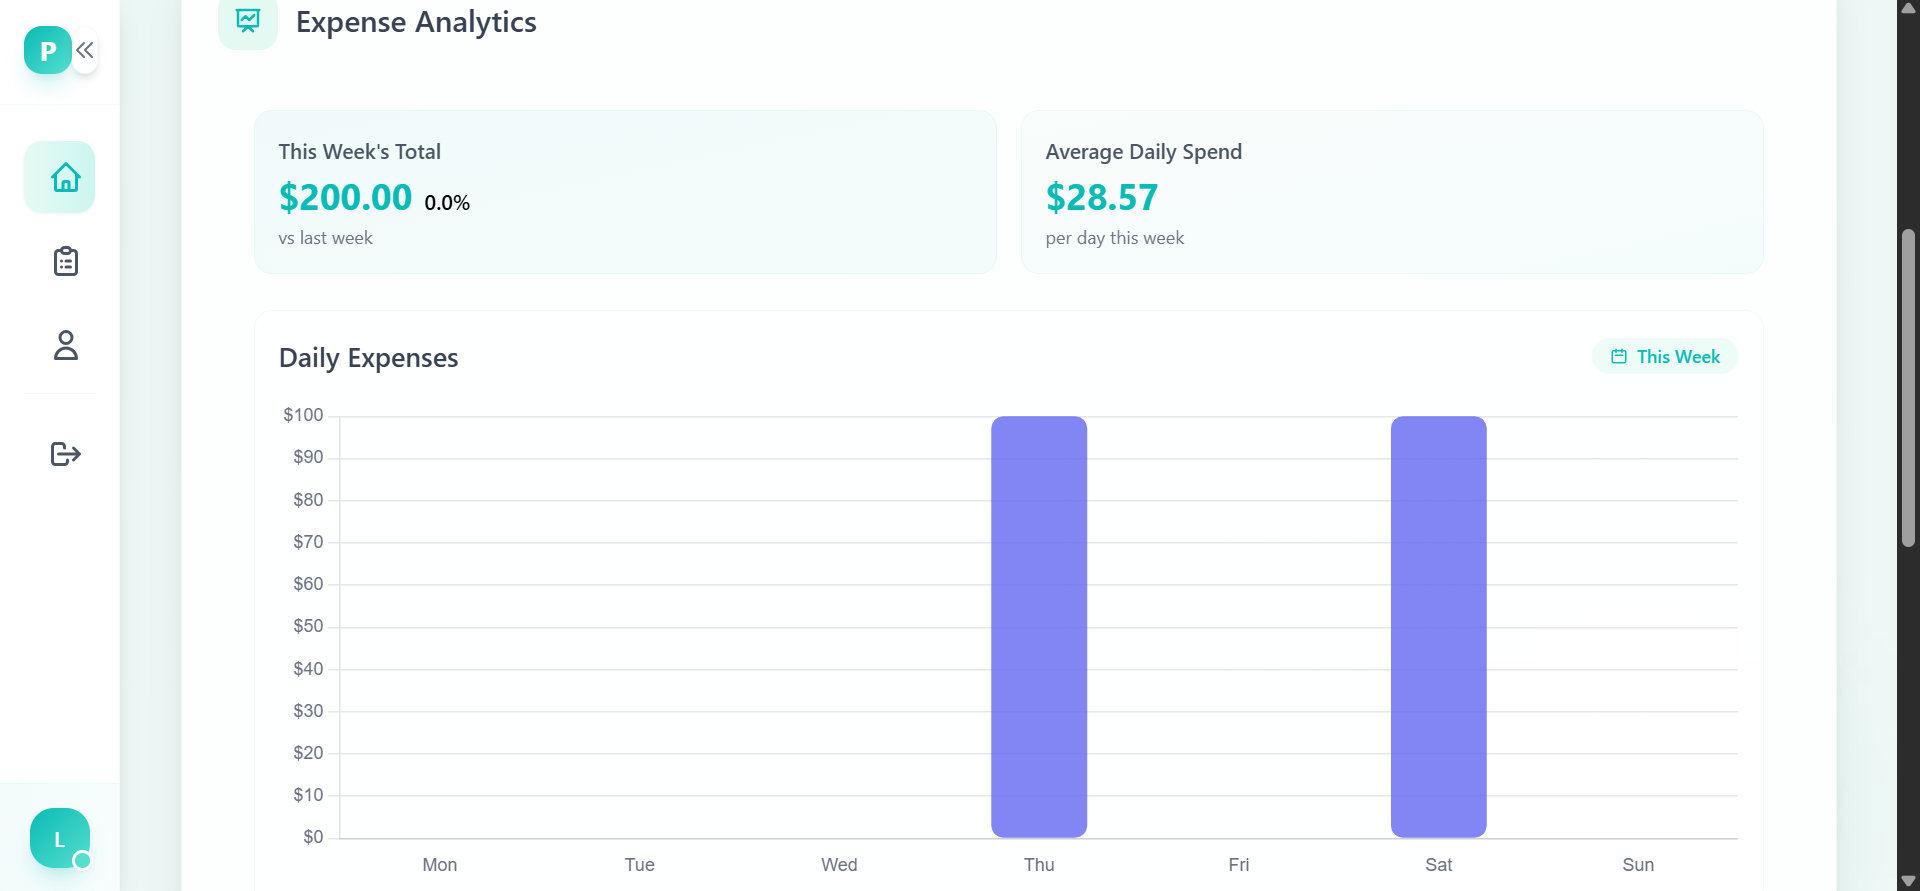 P
Expense Analytics
This Week's Total
$200.00 0.0%
vs last week
Average Daily Spend
$28.57
per day this week
Daily Expenses
This Week
$100
$90
$80
$70
$60
$50
$40
$30
$20
$10
$0
Mon Tue Wed Thu Fri Sat Sun
L